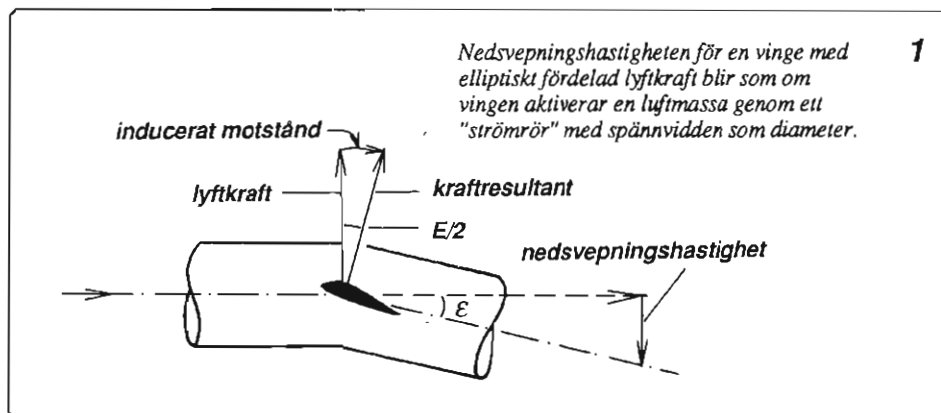 Nedsvepningshastigheten för en vinge med
elliptiskt fördelad lyftkraft blir som om
vingen aktiverar en luftmassa genom ett
"strömrör" med spännvidden som diameter.
1
inducerat motstånd
lyftkraft
kraftresultant
E/2
nedsvepningshastighet
ε